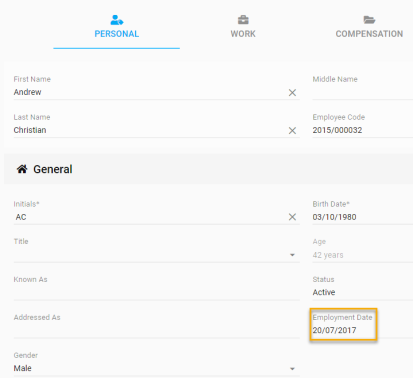 PERSONAL WORK COMPENSATION
First Name Middle Name
Andrew
Last Name Employee Code
Christian 2015/000032
General
Initials* Birth Date*
AC 03/10/1980
Title Age
42 years
Known As Status
Active
Addressed As Employment Date
20/07/2017
Gender
Male